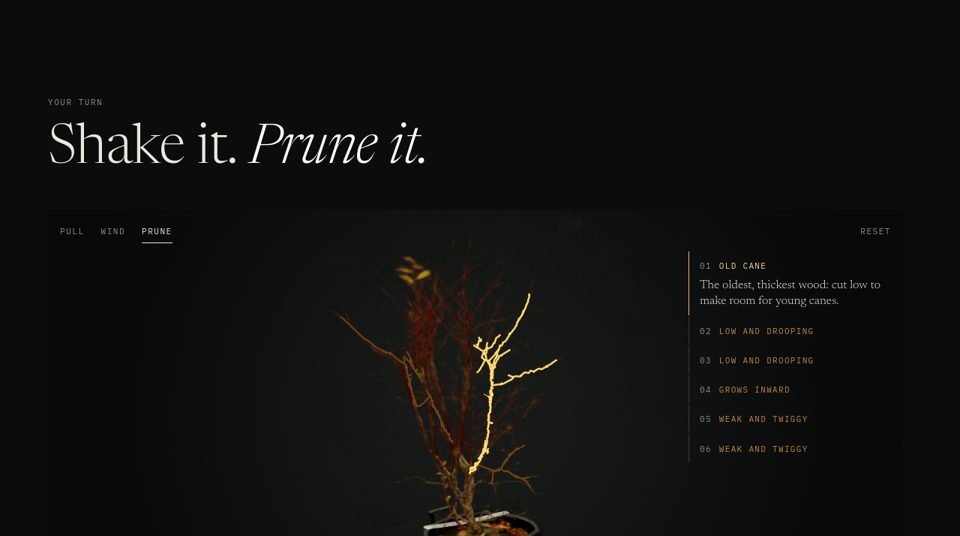 YOUR TURN
Shake it. Prune it.
PULL WIND PRUNE
RESET
01 OLD CANE
The oldest, thickest wood: cut low to
make room for young canes.
02 LOW AND DROOPING
03 LOW AND DROOPING
04 GROWS INWARD
05 WEAK AND TWIGGY
06 WEAK AND TWIGGY